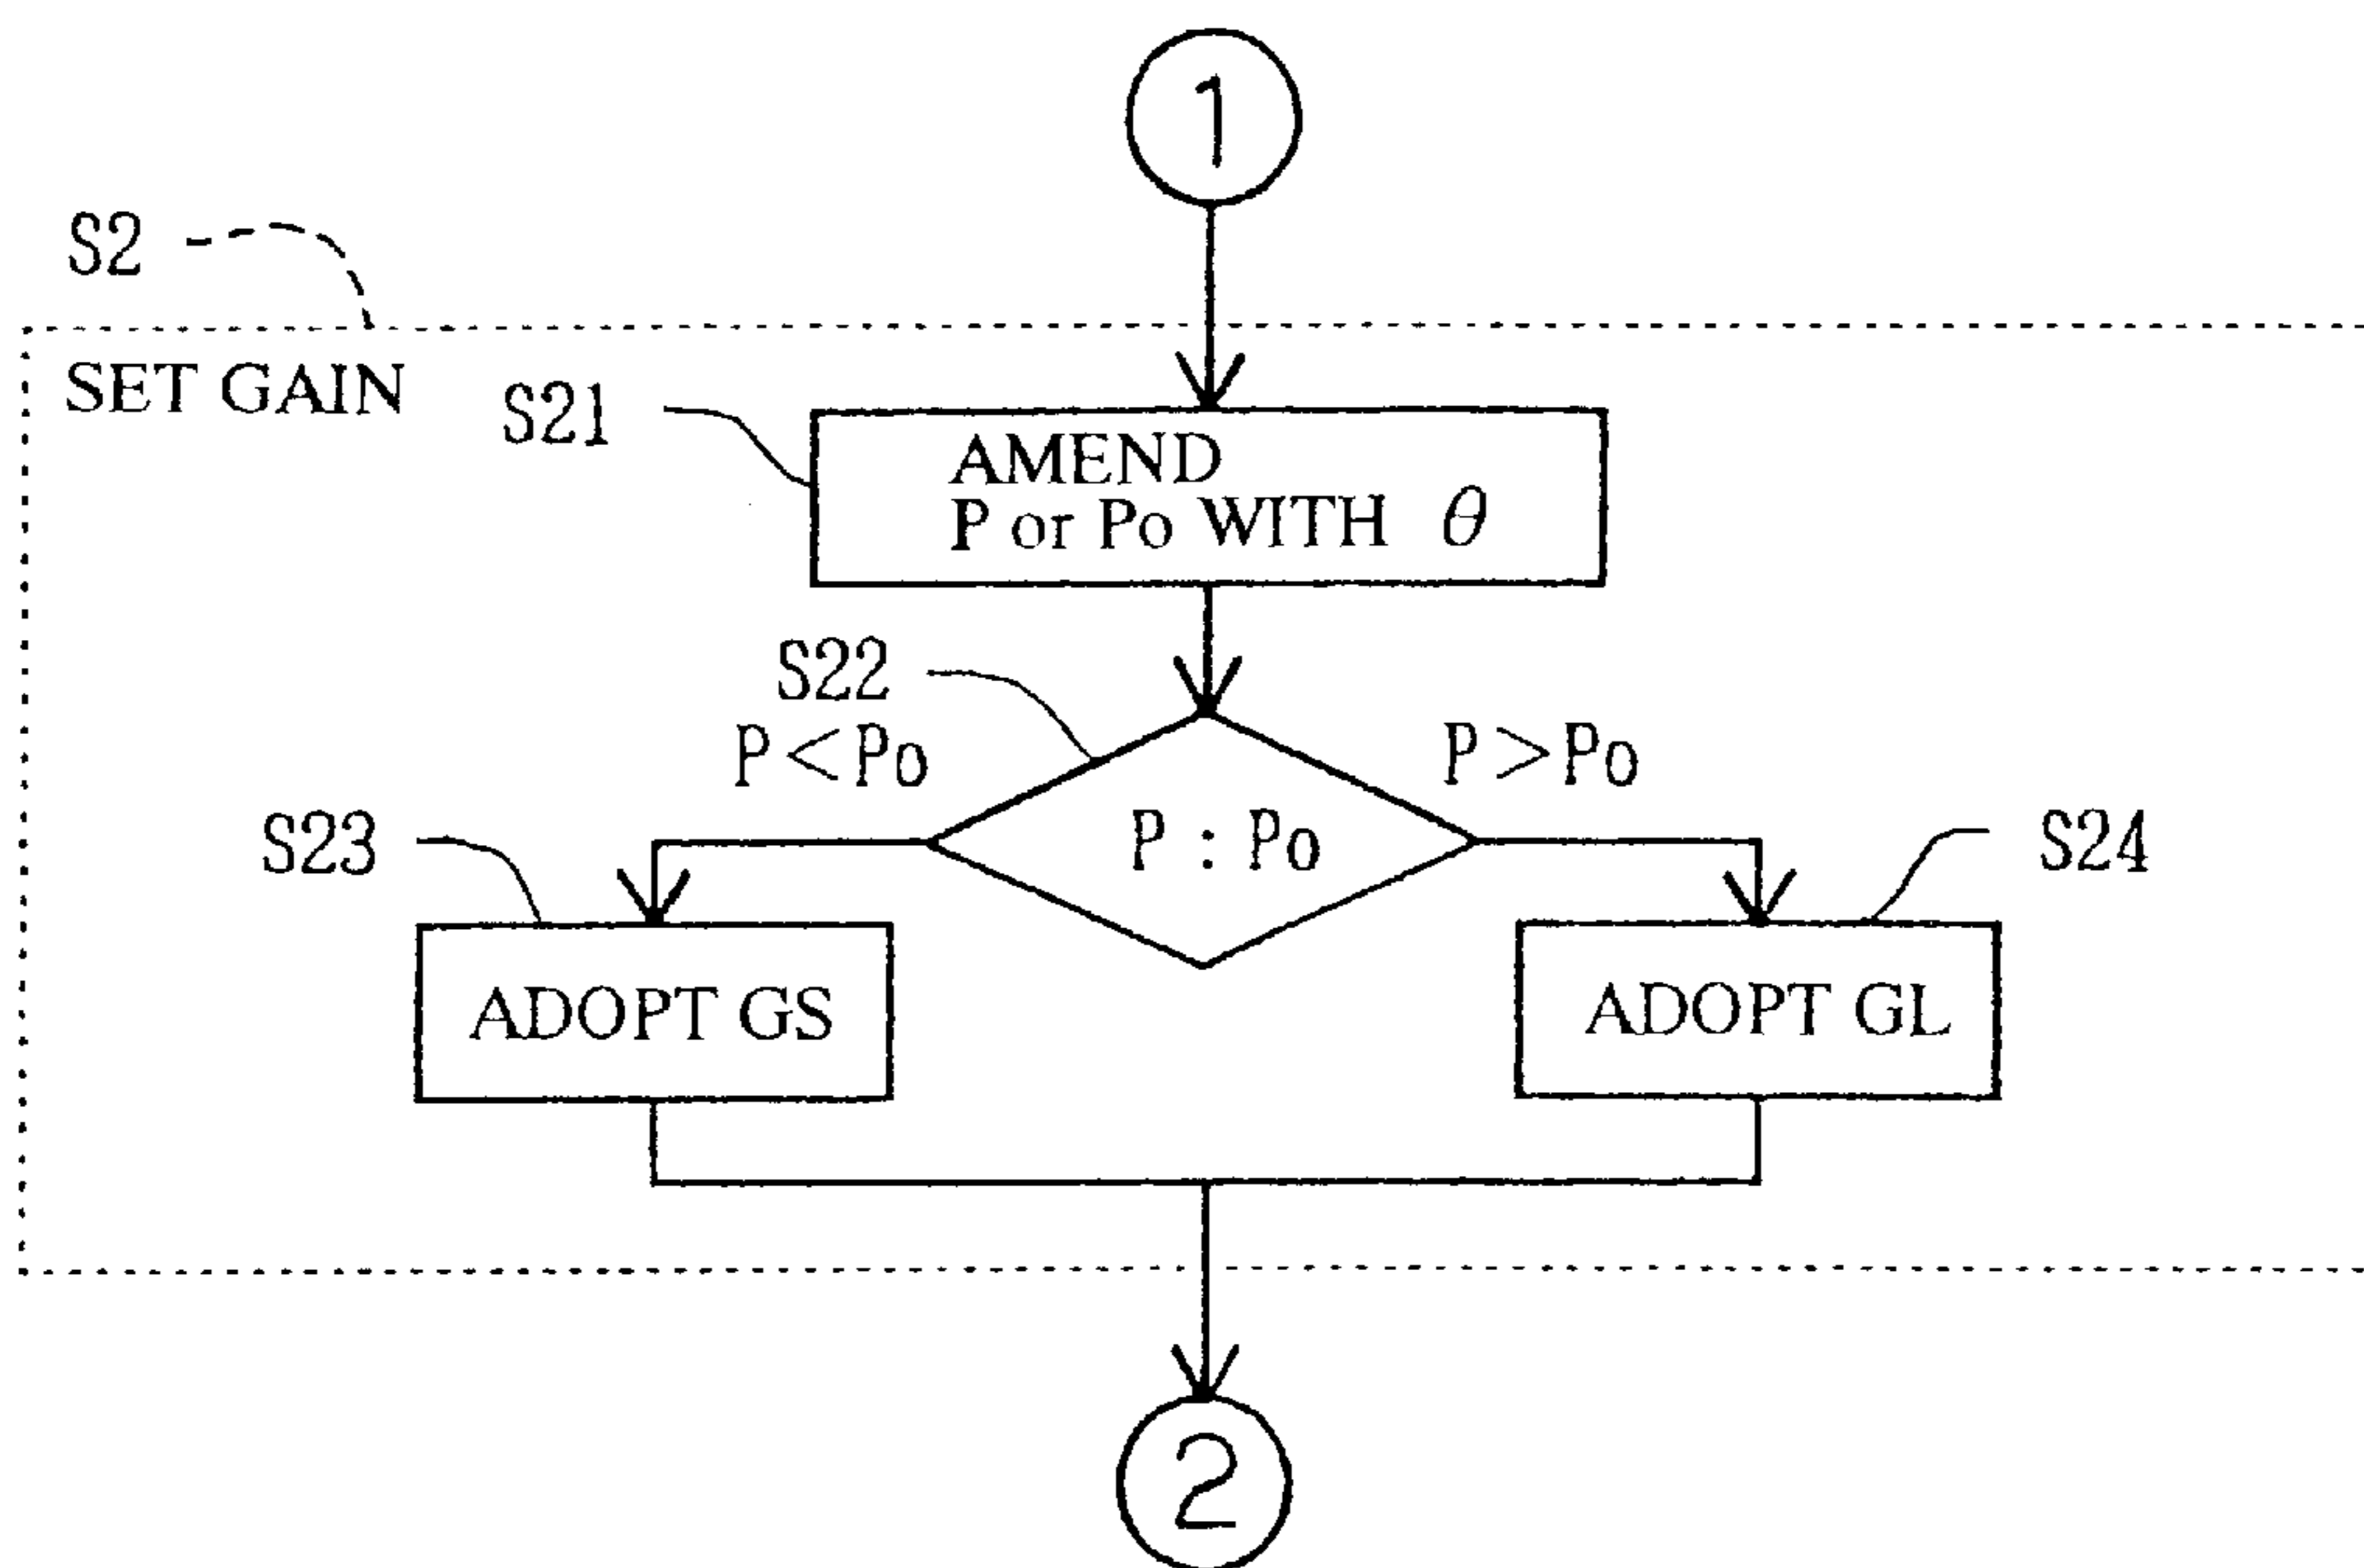 1
S2
SET GAIN
S21
AMEND
P or Po WITH θ
S22
P<Po
P>Po
P : Po
S23
S24
ADOPT GS
ADOPT GL
2